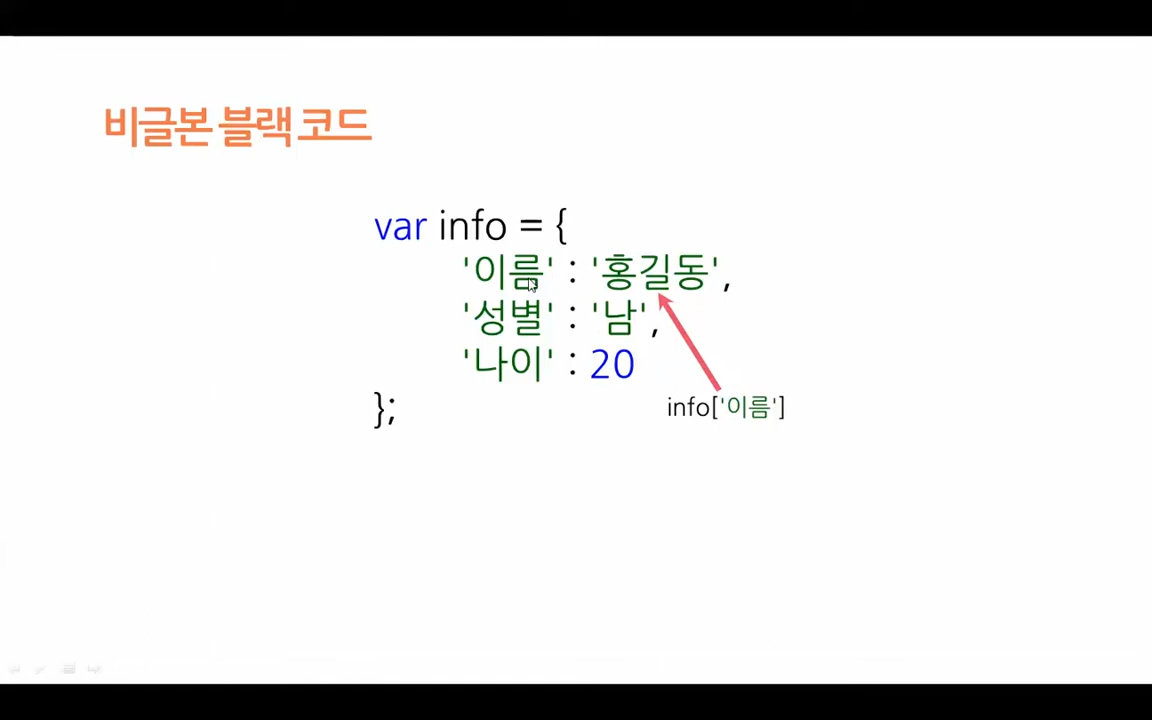 비글본 블랙 코드
var info = {
'이름' : '홍길동',
'성별' : '남',
'나이' : 20
};
info['이름']